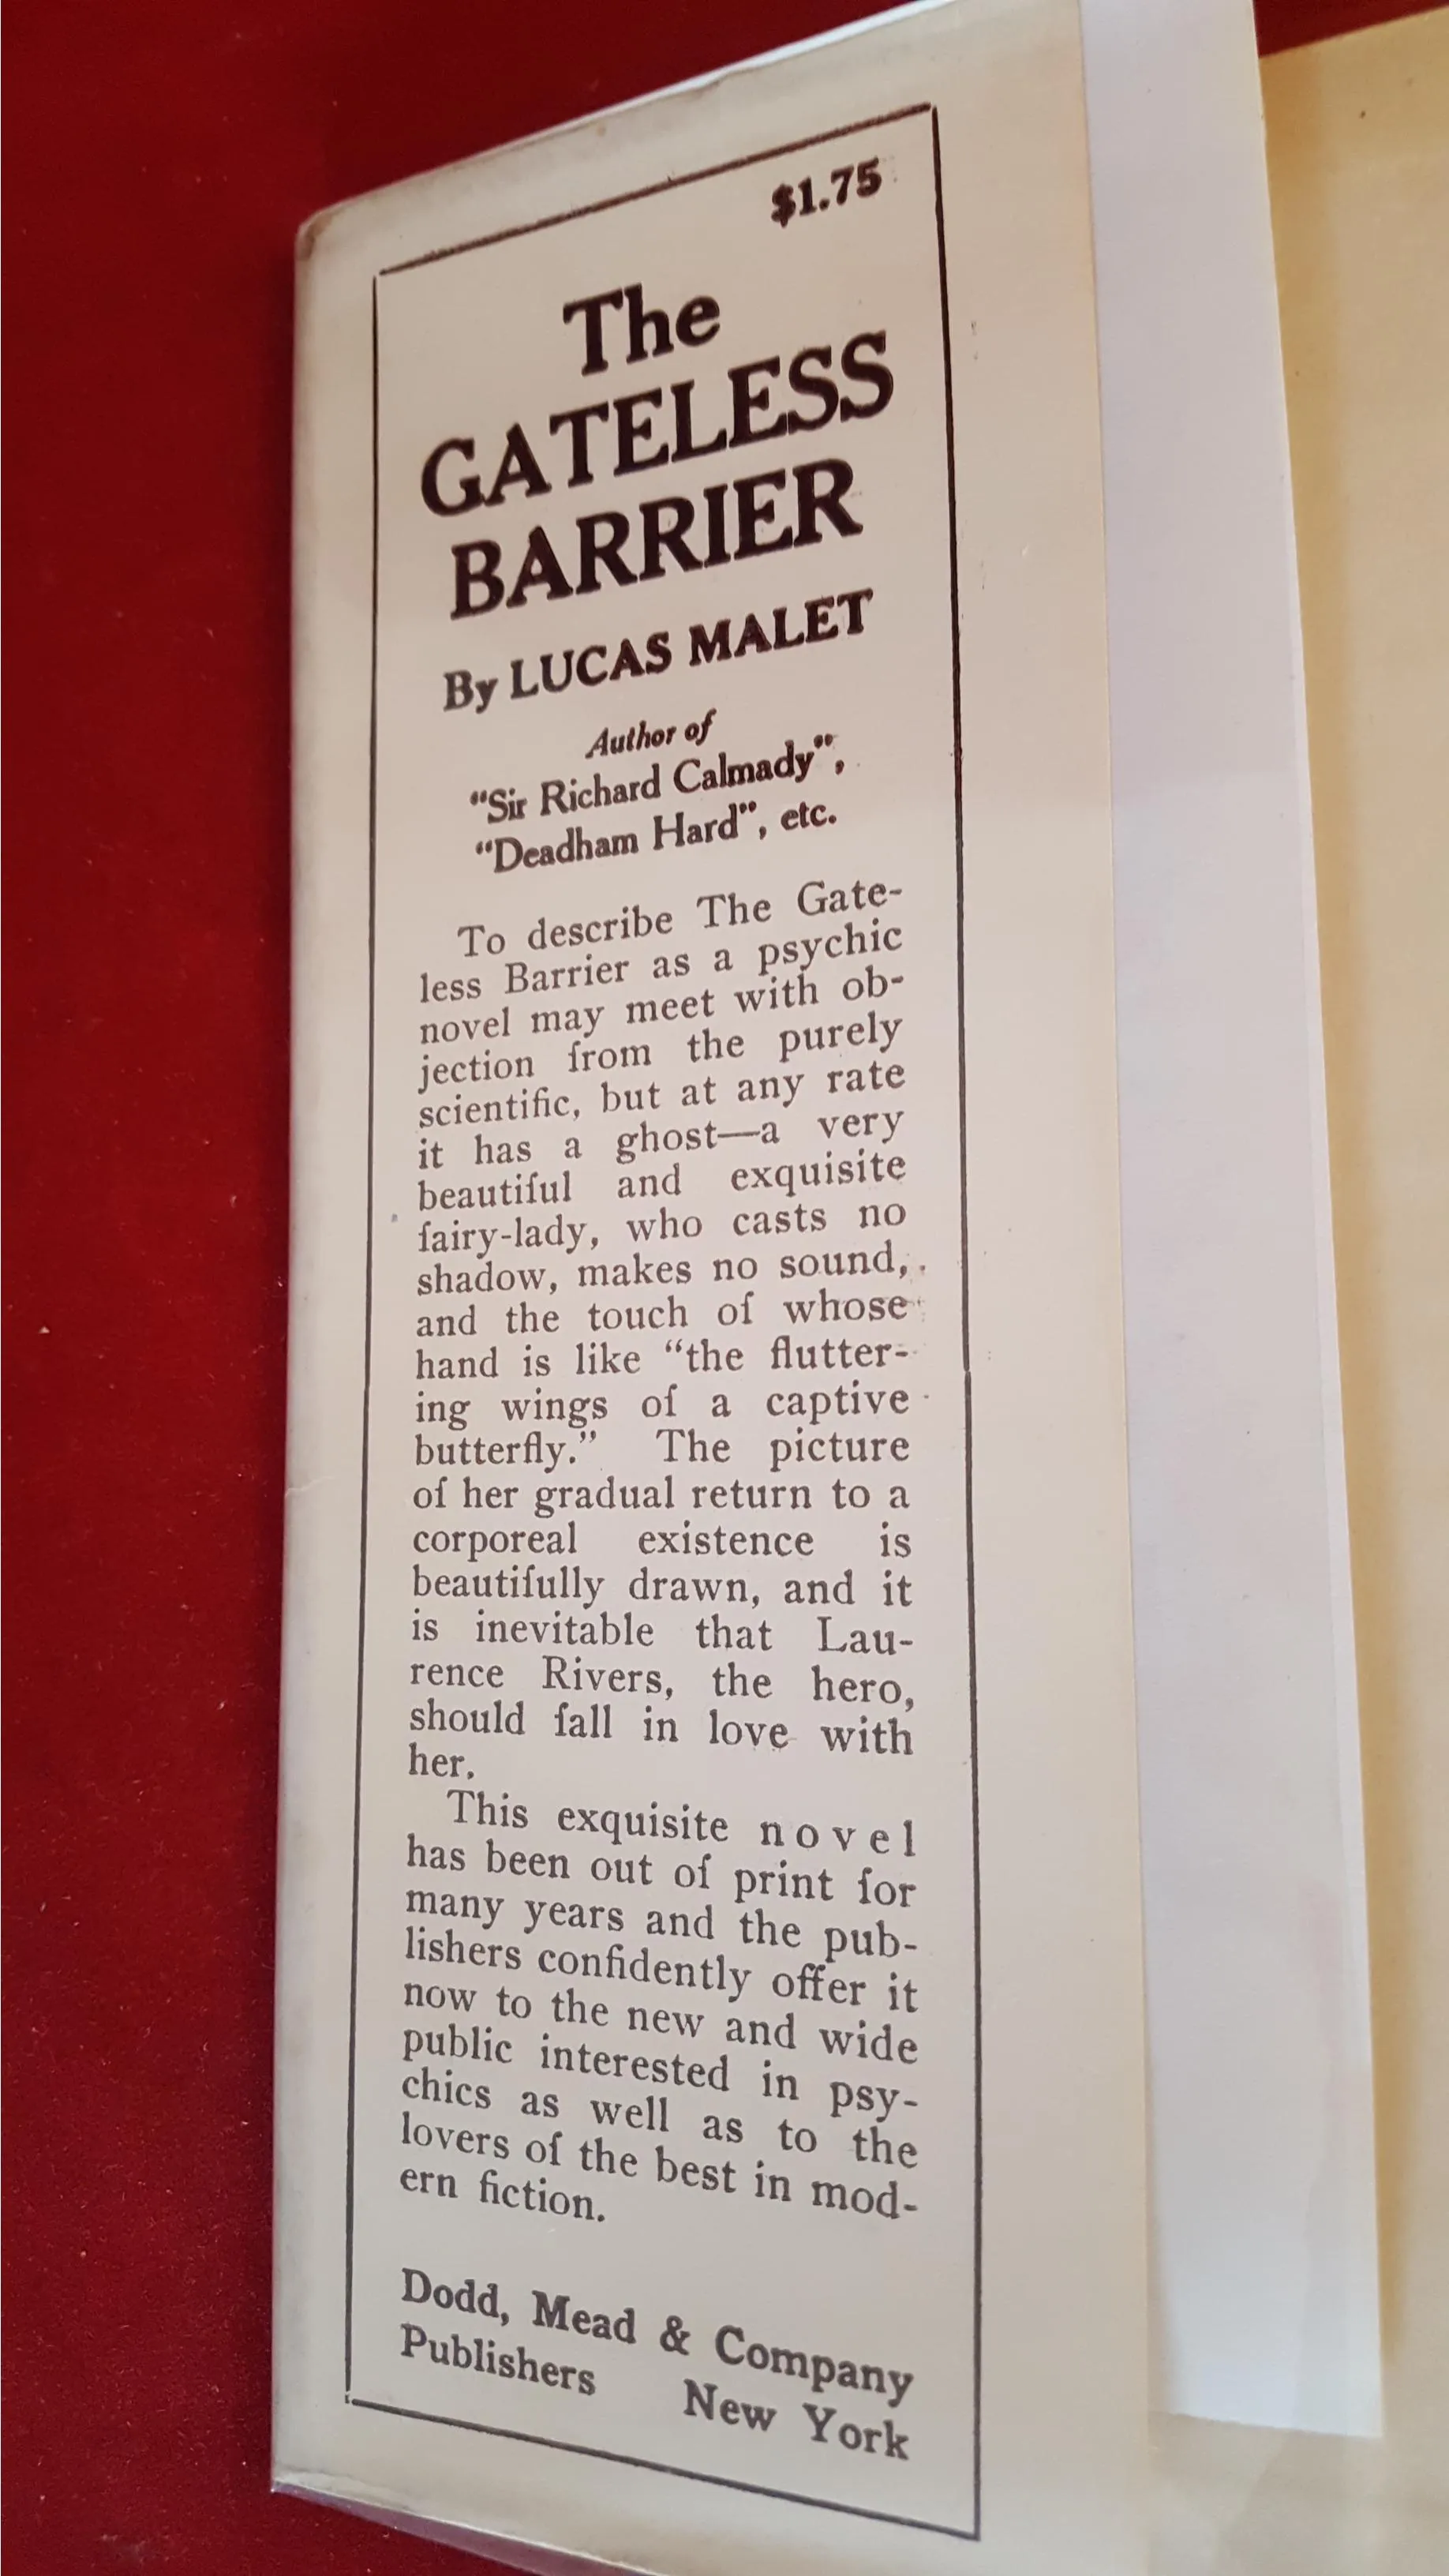 $1.75
The
GATELESS
BARRIER
By LUCAS MALET
Author of
"Sir Richard Calmady",
"Deadham Hard", etc.
To describe The Gate-
less Barrier as a psychic
novel may meet with ob-
jection from the purely
scientific, but at any rate
it has a ghost—a very
beautiful and exquisite
fairy-lady, who casts no
shadow, makes no sound,
and the touch of whose
hand is like "the flutter-
ing wings of a captive
butterfly." The picture
of her gradual return to a
corporeal existence is
beautifully drawn, and it
is inevitable that Lau-
rence Rivers, the hero,
should fall in love with
her.
This exquisite novel
has been out of print for
many years and the pub-
lishers confidently offer it
now to the new and wide
public interested in psy-
chics as well as to the
lovers of the best in mod-
ern fiction.
Dodd, Mead & Company
Publishers New York